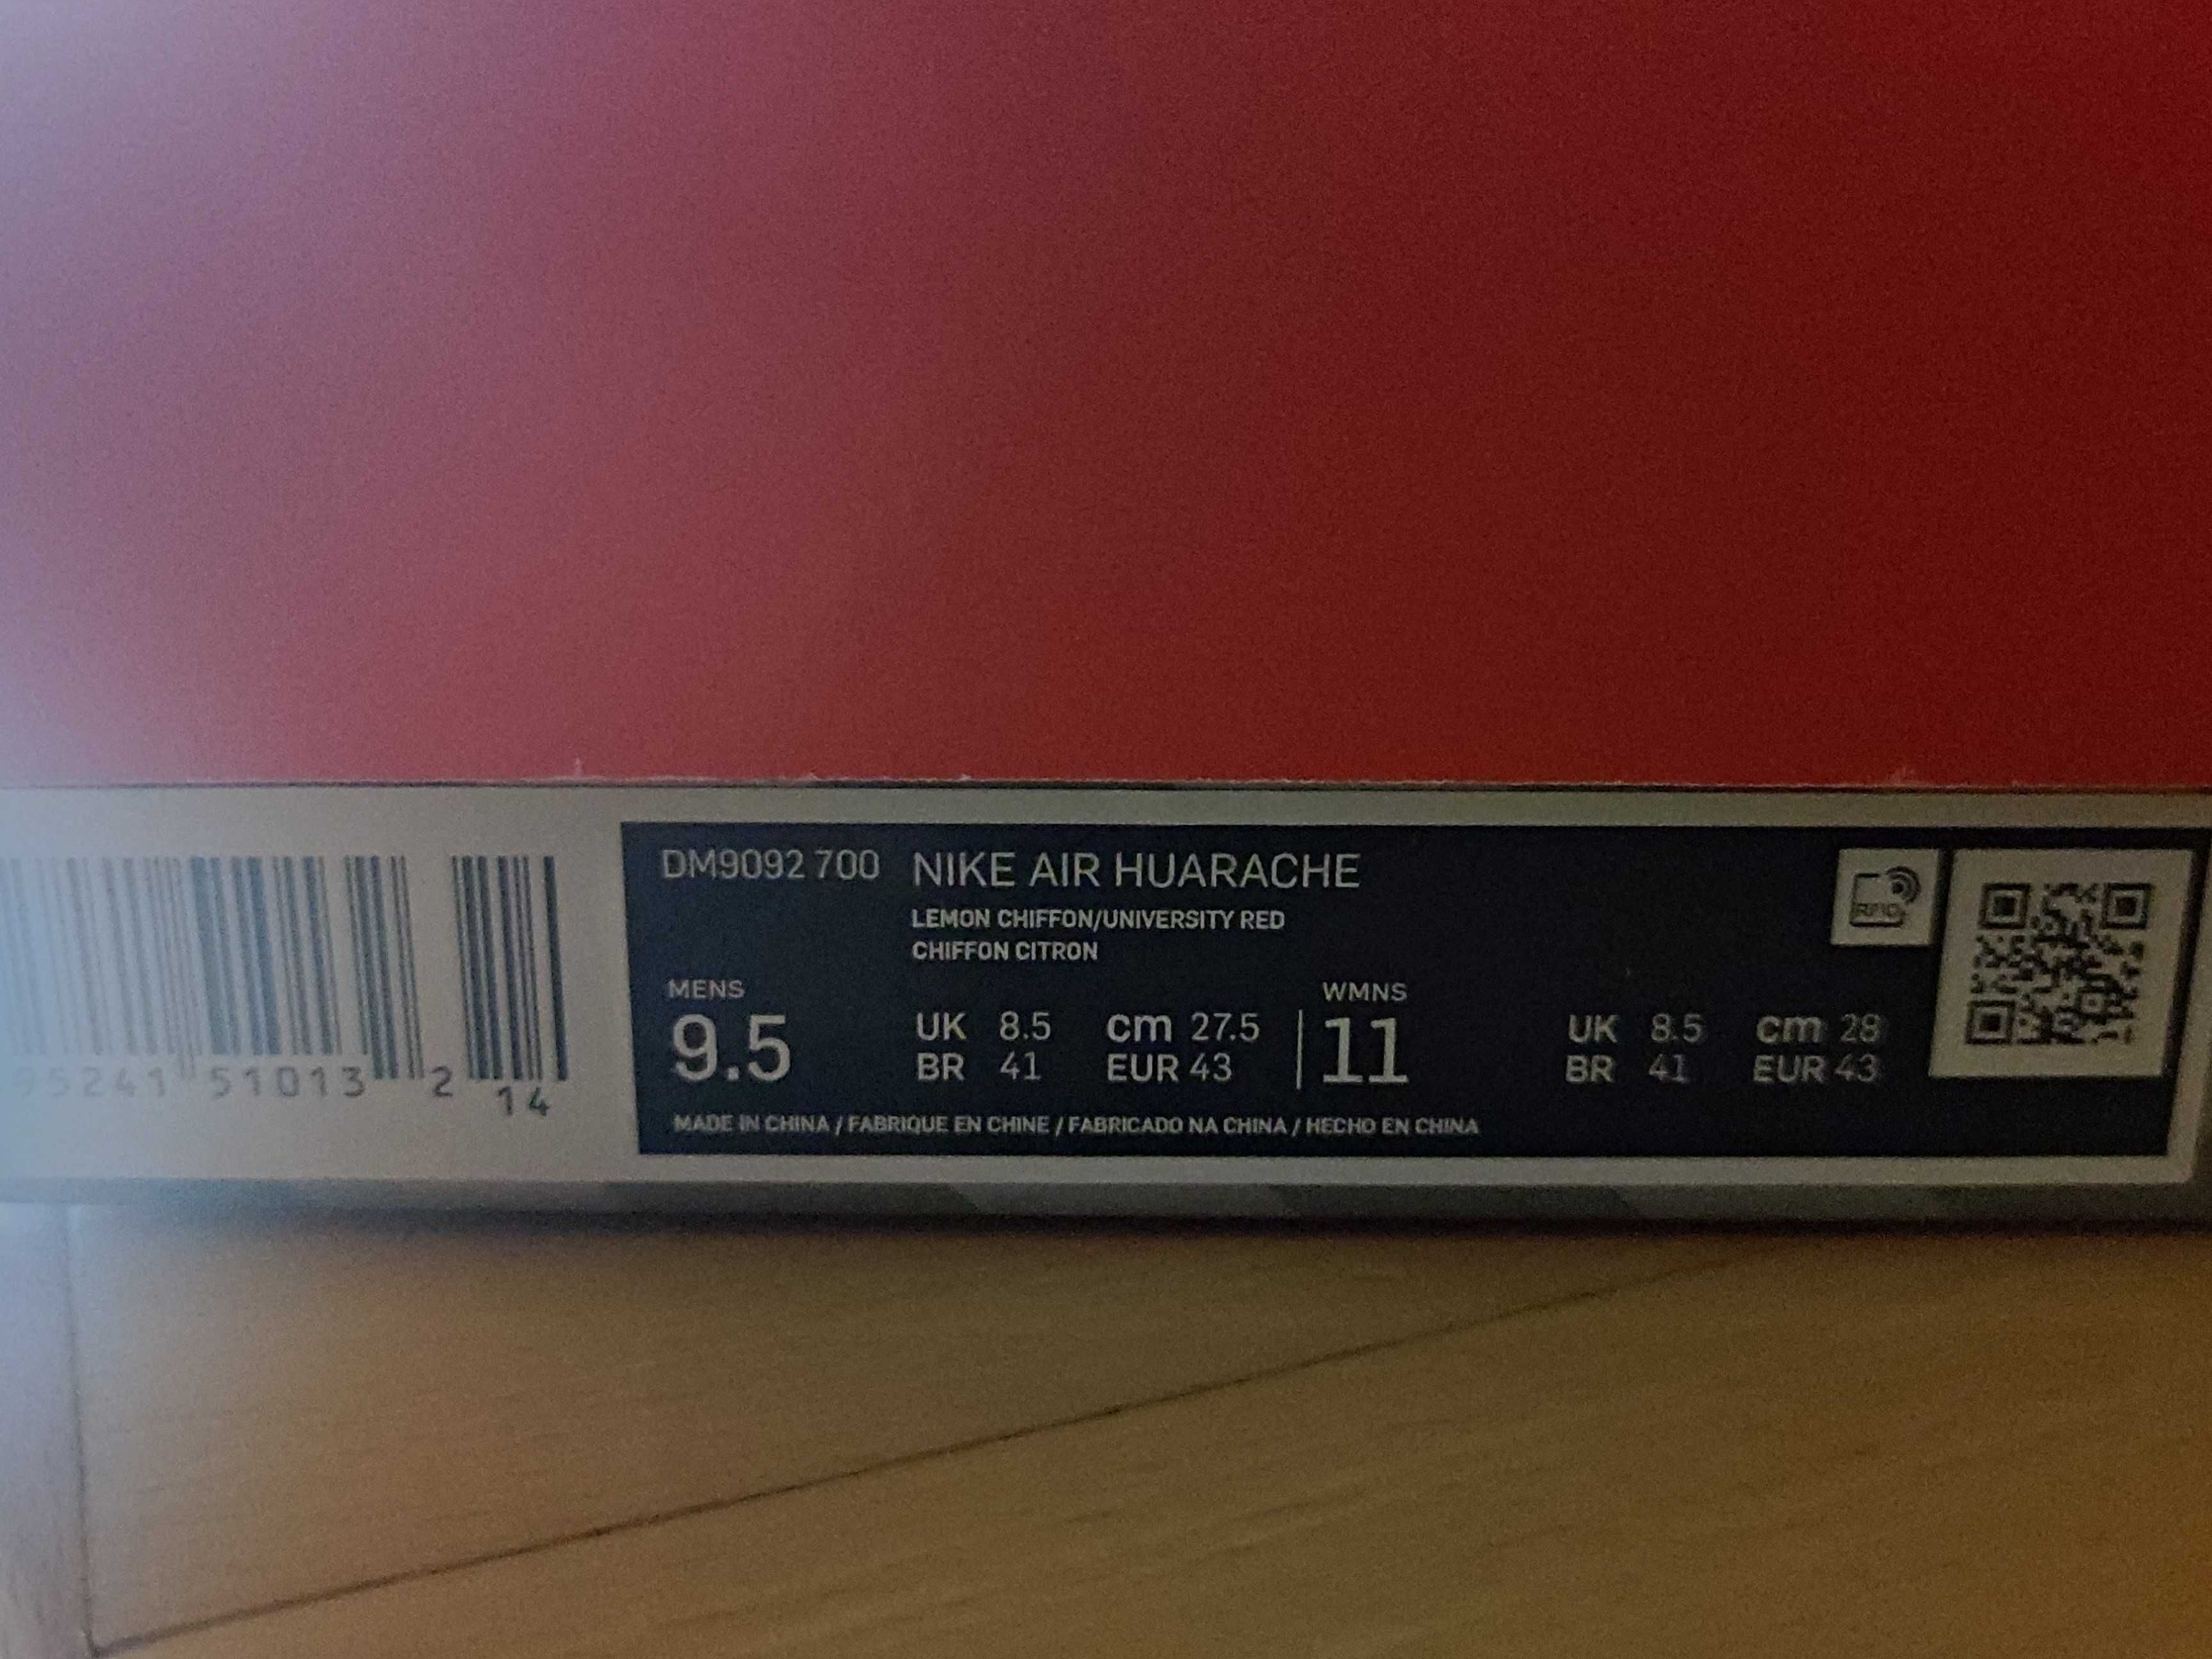 95241 51013 2
14
DM9092 700 NIKE AIR HUARACHE
LEMON CHIFFON/UNIVERSITY RED
CHIFFON CITRON
MENS
9.5
UK 8.5 cm 27.5
BR 41 EUR 43
WMNS
11
UK 8.5 cm 28
BR 41 EUR 43
MADE IN CHINA / FABRIQUE EN CHINE / FABRICADO NA CHINA / HECHO EN CHINA
RFID